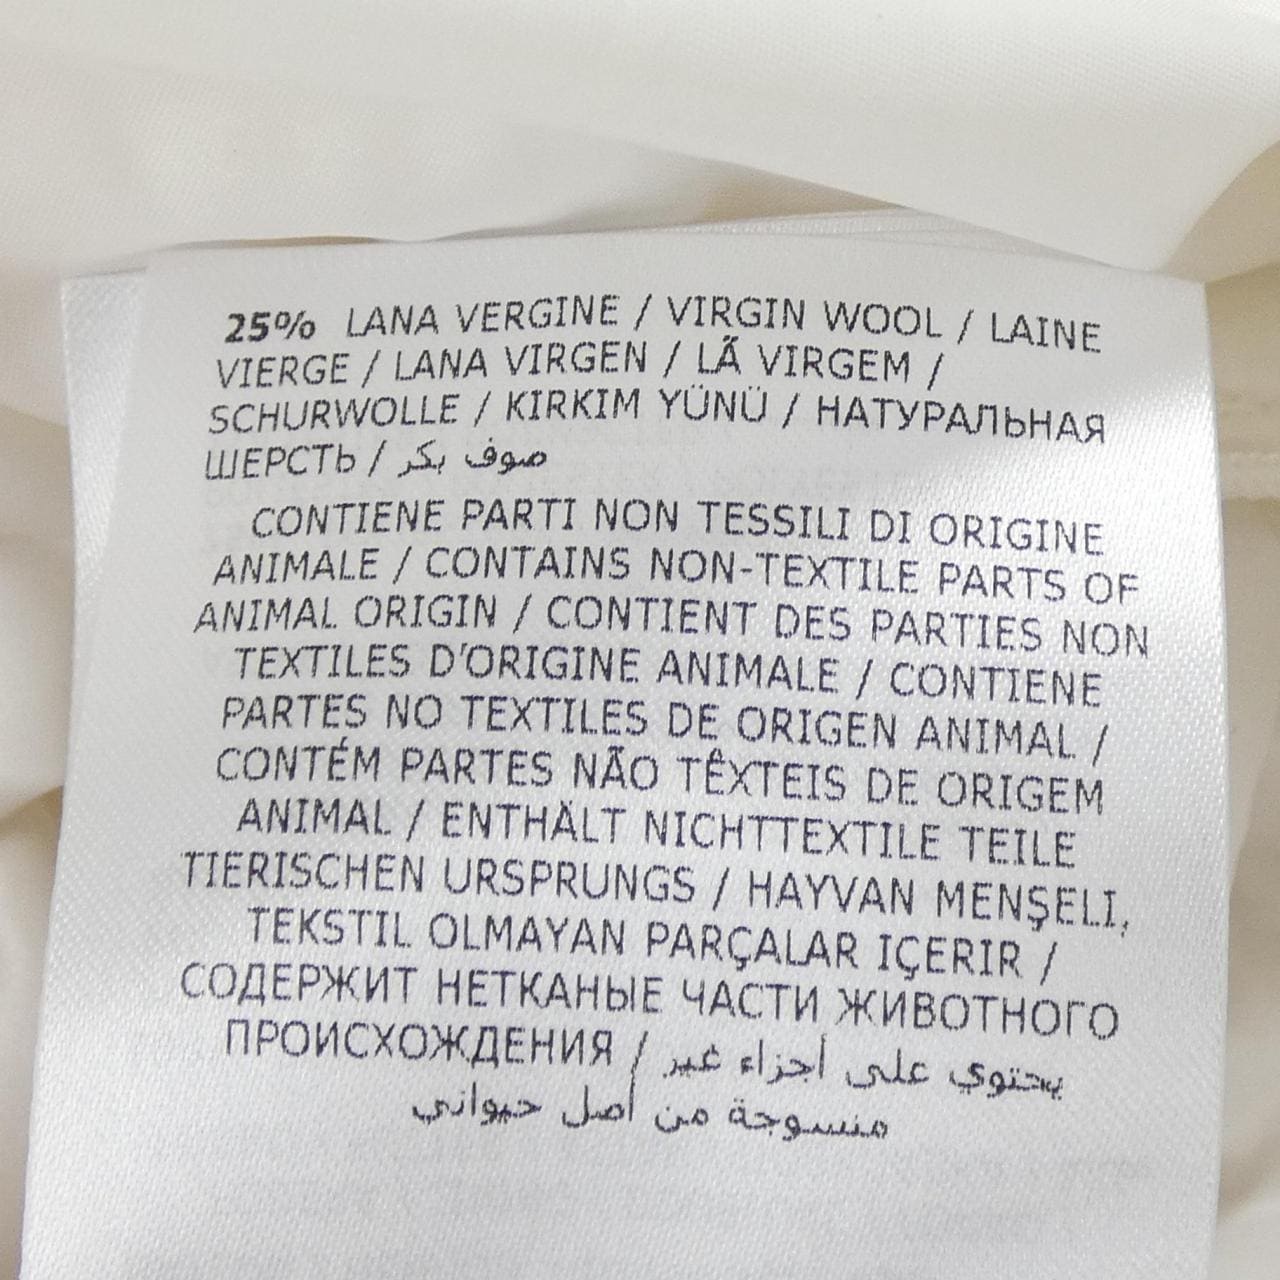 25% LANA VERGINE / VIRGIN WOOL / LAINE
VIERGE / LANA VIRGEN / LÃ VIRGEM /
SCHURWOLLE / KIRKIM YÜNÜ / НАТУРАЛЬНАЯ
ШЕРСТЬ / صوف بكر
CONTIENE PARTI NON TESSILI DI ORIGINE
ANIMALE / CONTAINS NON-TEXTILE PARTS OF
ANIMAL ORIGIN / CONTIENT DES PARTIES NON
TEXTILES D'ORIGINE ANIMALE / CONTIENE
PARTES NO TEXTILES DE ORIGEN ANIMAL /
CONTÉM PARTES NÃO TÊXTEIS DE ORIGEM
ANIMAL / ENTHÄLT NICHTTEXTILE TEILE
TIERISCHEN URSPRUNGS / HAYVAN MENŞELI,
TEKSTIL OLMAYAN PARÇALAR IÇERIR /
СОДЕРЖИТ НЕТКАНЫЕ ЧАСТИ ЖИВОТНОГО
ПРОИСХОЖДЕНИЯ / يحتوي على أجزاء غير
منسوجة من أصل حيواني